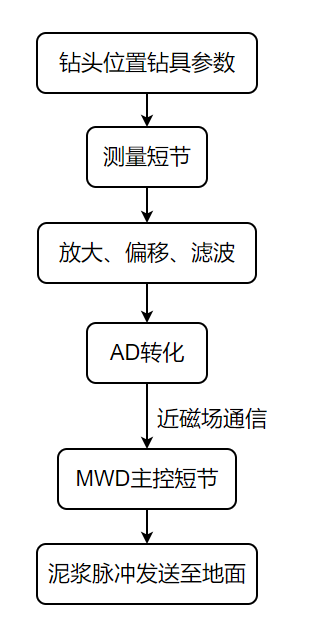 钻头位置钻具参数
测量短节
放大、偏移、滤波
AD转化
近磁场通信
MWD主控短节
泥浆脉冲发送至地面